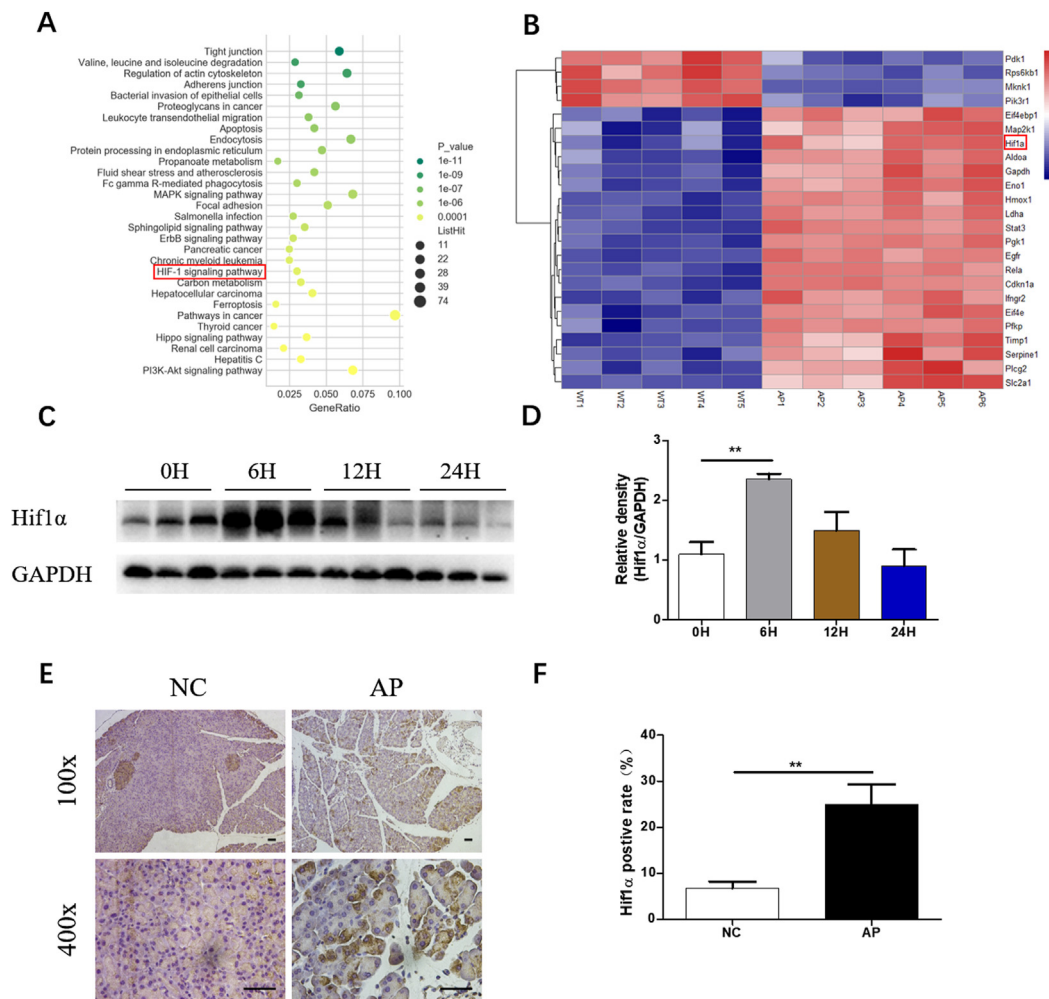 A
Tight junction
Valine, leucine and isoleucine degradation
Regulation of actin cytoskeleton
Adherens junction
Bacterial invasion of epithelial cells
Proteoglycans in cancer
Leukocyte transendothelial migration
Apoptosis
Endocytosis
Protein processing in endoplasmic reticulum
Propanoate metabolism
Fluid shear stress and atherosclerosis
Fc gamma R-mediated phagocytosis
MAPK signaling pathway
Focal adhesion
Salmonella infection
Sphingolipid signaling pathway
ErbB signaling pathway
Pancreatic cancer
Chronic myeloid leukemia
HIF-1 signaling pathway
Carbon metabolism
Hepatocellular carcinoma
Ferroptosis
Pathways in cancer
Thyroid cancer
Hippo signaling pathway
Renal cell carcinoma
Hepatitis C
PI3K-Akt signaling pathway
0.025 0.050 0.075 0.100
GeneRatio
P_value
1e-11
1e-09
1e-07
1e-06
0.0001
ListHit
11
22
28
39
74
B
Pdk1
Rps6kb1
Mknk1
Pik3r1
Eif4ebp1
Map2k1
Hif1a
Aldoa
Gapdh
Eno1
Hmox1
Ldha
Stat3
Pgk1
Egfr
Rela
Cdkn1a
Ifngr2
Eif4e
Pfkp
Timp1
Serpine1
Plcg2
Slc2a1
WT1 WT2 WT3 WT4 WT5 AP1 AP2 AP3 AP4 AP5 AP6
C
0H 6H 12H 24H
Hif1α
GAPDH
D
Relative density
(Hif1α/GAPDH)
3
2
1
0
**
0H 6H 12H 24H
E
NC AP
100x
400x
F
Hif1α postive rate (%)
40
30
20
10
0
**
NC AP